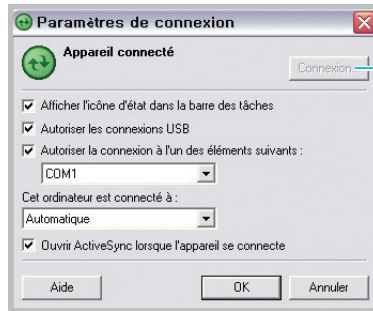 Paramètres de connexion
Appareil connecté
Connexion...
Afficher l'icône d'état dans la barre des tâches
Autoriser les connexions USB
Autoriser la connexion à l'un des éléments suivants :
COM1
Cet ordinateur est connecté à :
Automatique
Ouvrir ActiveSync lorsque l'appareil se connecte
Aide
OK
Annuler